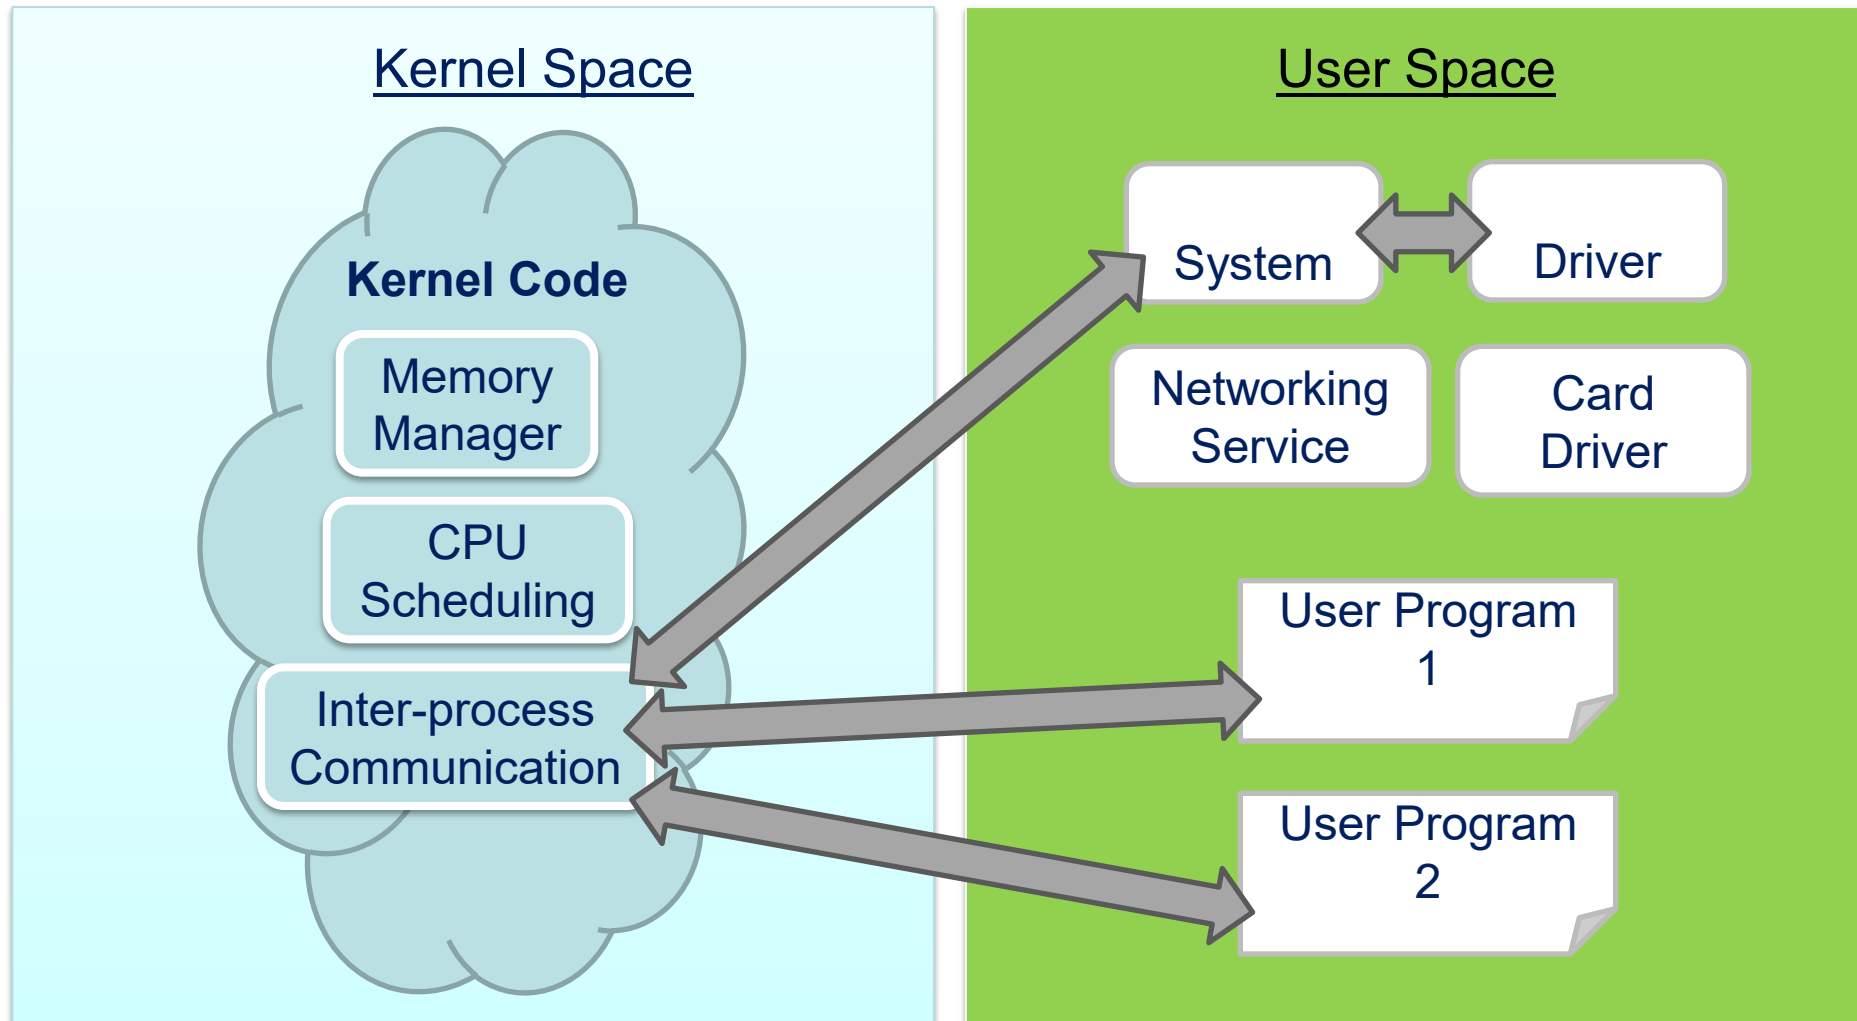 Kernel Space
Kernel Code
Memory
Manager
CPU
Scheduling
Inter-process
Communication
User Space
System
Driver
Networking
Service
Card
Driver
User Program
1
User Program
2